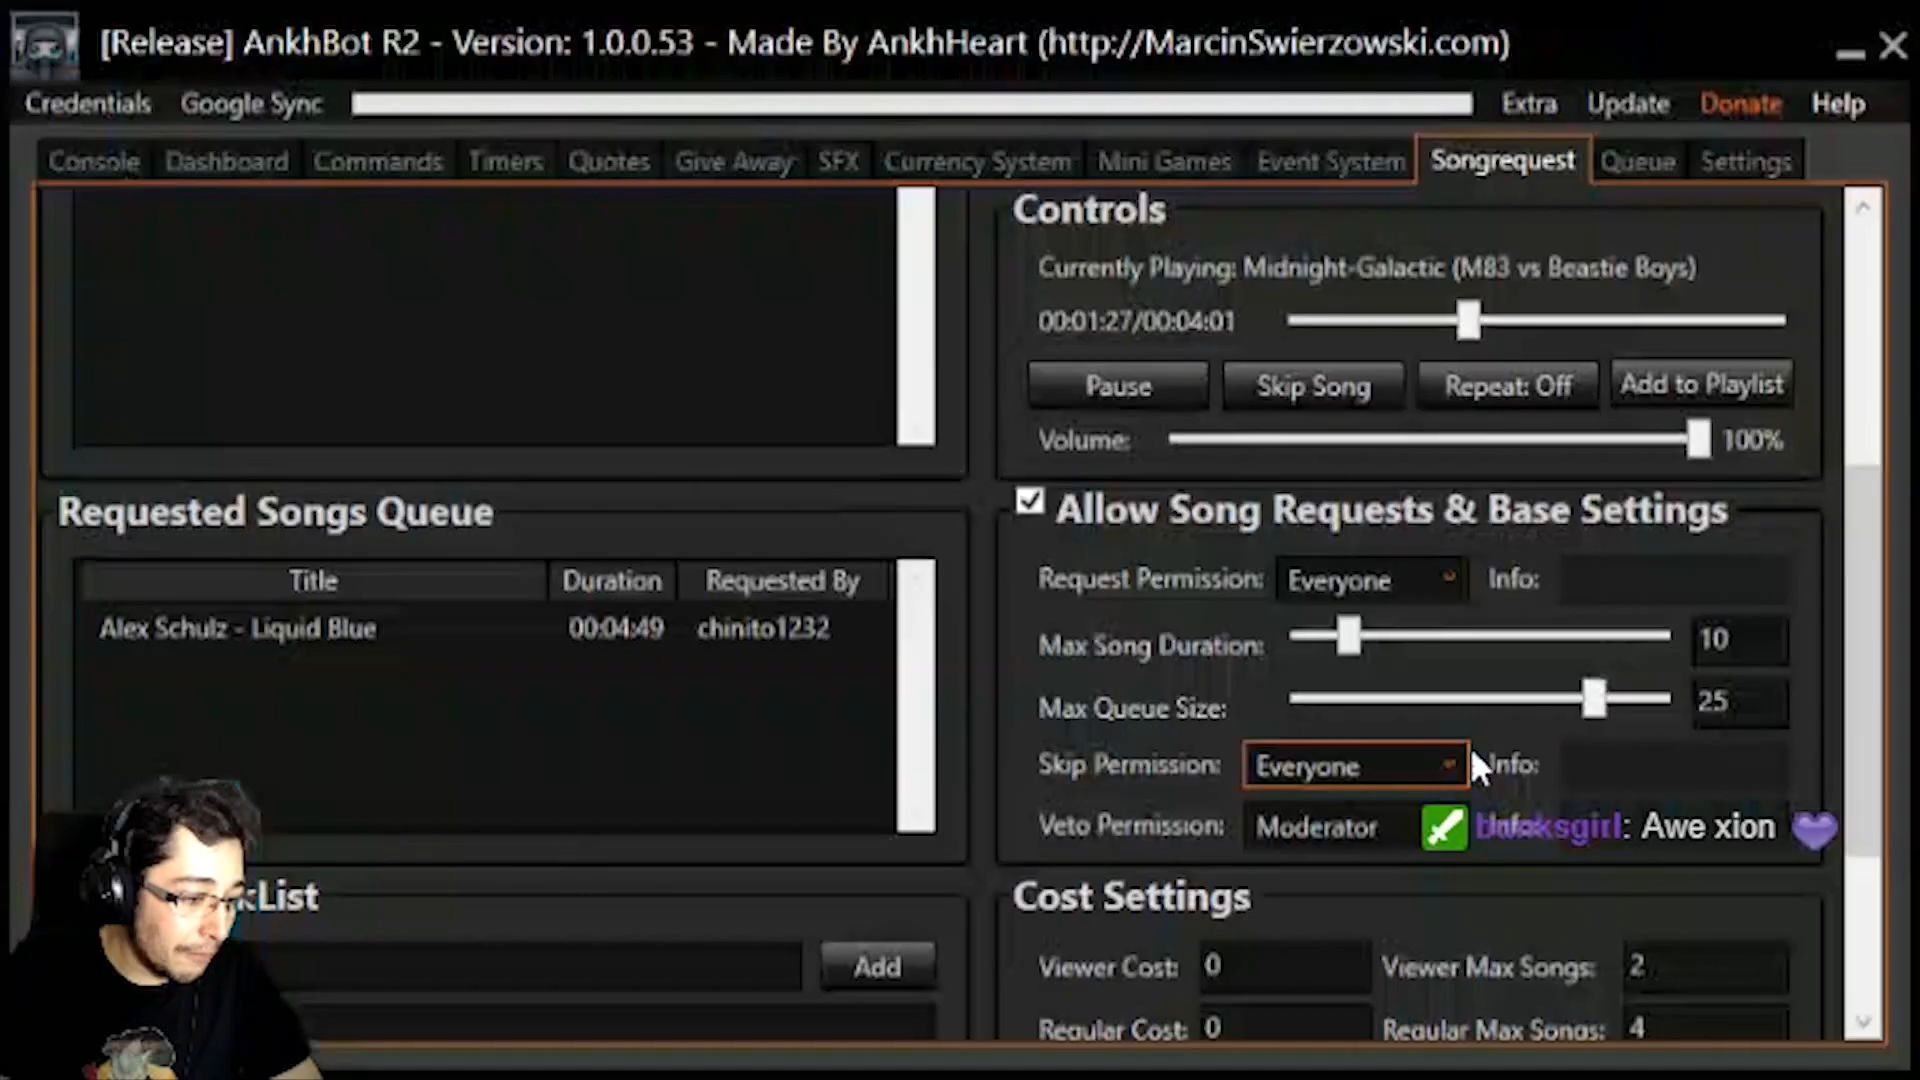 [Release] AnkhBot R2 - Version: 1.0.0.53 - Made By AnkhHeart (http://MarcinSwierzowski.com)
Credentials Google Sync Extra Update Donate Help
Console Dashboard Commands Timers Quotes Give Away SFX Currency System Mini Games Event System Songrequest Queue Settings
Controls
Currently Playing: Midnight-Galactic (M83 vs Beastie Boys)
00:01:27/00:04:01
Pause Skip Song Repeat: Off Add to Playlist
Volume: 100%
Requested Songs Queue
Title Duration Requested By
Alex Schulz - Liquid Blue 00:04:49 chinito1232
List
Add
Allow Song Requests & Base Settings
Request Permission: Everyone Info:
Max Song Duration: 10
Max Queue Size: 25
Skip Permission: Everyone Info:
Veto Permission: Moderator
: Awe xion
Cost Settings
Viewer Cost: 0 Viewer Max Songs: 2
Regular Cost: 0 Regular Max Songs: 4